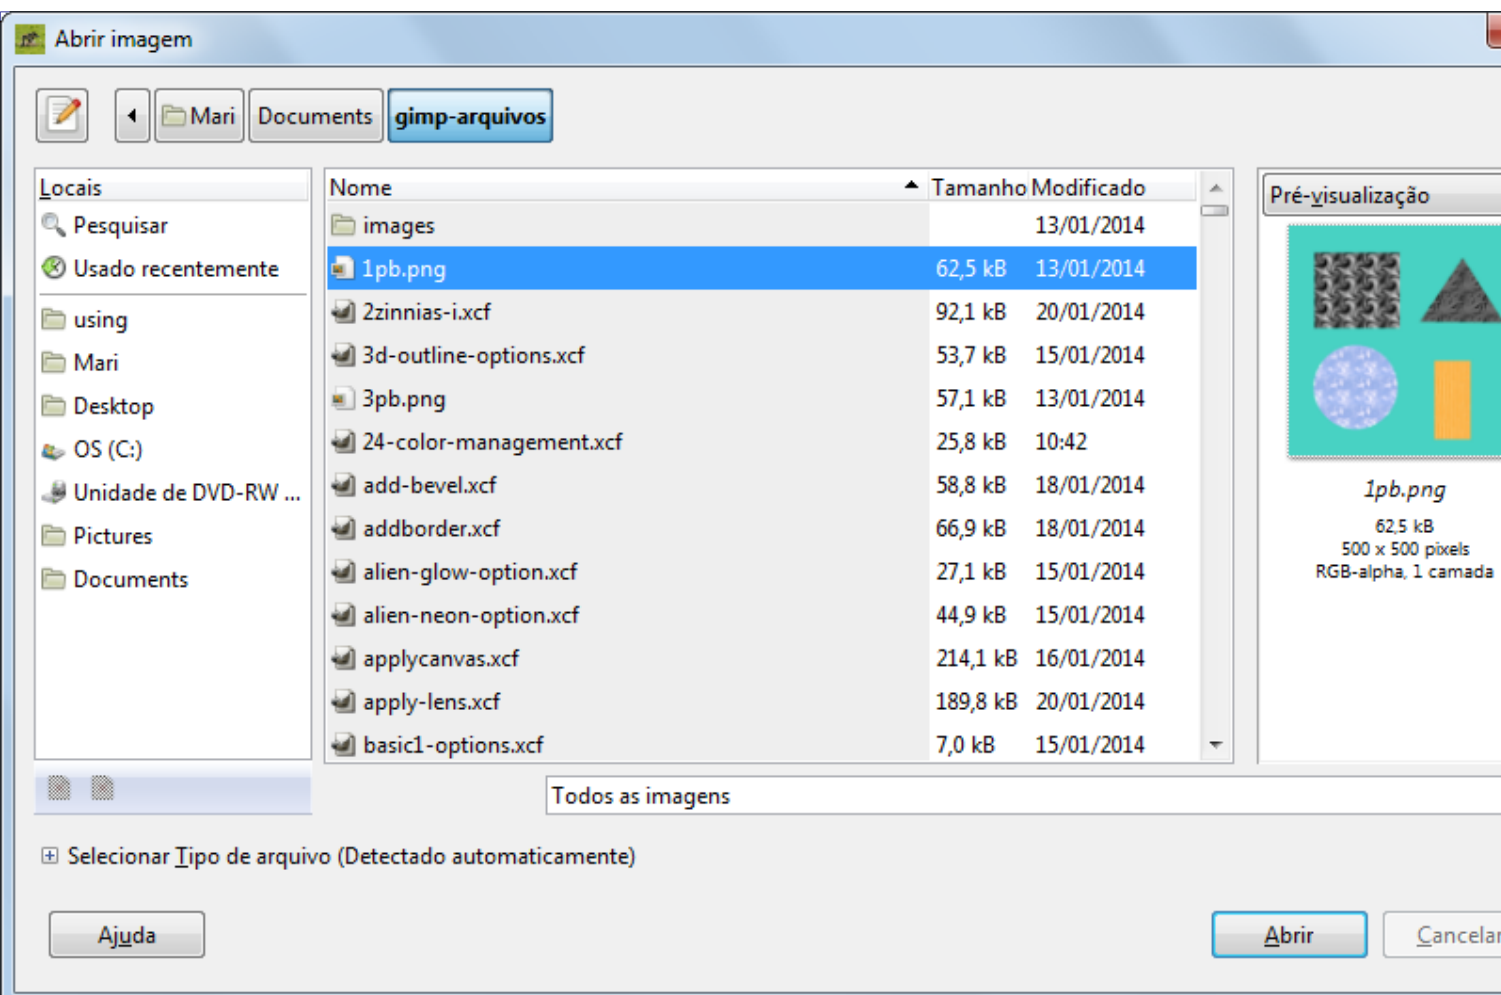 Abrir imagem
Mari Documents gimp-arquivos
Locais
Pesquisar
Usado recentemente
using
Mari
Desktop
OS (C:)
Unidade de DVD-RW ...
Pictures
Documents
Nome Tamanho Modificado
images 13/01/2014
1pb.png 62,5 kB 13/01/2014
2zinnias-i.xcf 92,1 kB 20/01/2014
3d-outline-options.xcf 53,7 kB 15/01/2014
3pb.png 57,1 kB 13/01/2014
24-color-management.xcf 25,8 kB 10:42
add-bevel.xcf 58,8 kB 18/01/2014
addborder.xcf 66,9 kB 18/01/2014
alien-glow-option.xcf 27,1 kB 15/01/2014
alien-neon-option.xcf 44,9 kB 15/01/2014
applycanvas.xcf 214,1 kB 16/01/2014
apply-lens.xcf 189,8 kB 20/01/2014
basic1-options.xcf 7,0 kB 15/01/2014
Pré-visualização
1pb.png
62,5 kB
500 x 500 pixels
RGB-alpha, 1 camada
Todos as imagens
Selecionar Tipo de arquivo (Detectado automaticamente)
Ajuda Abrir Cancelar